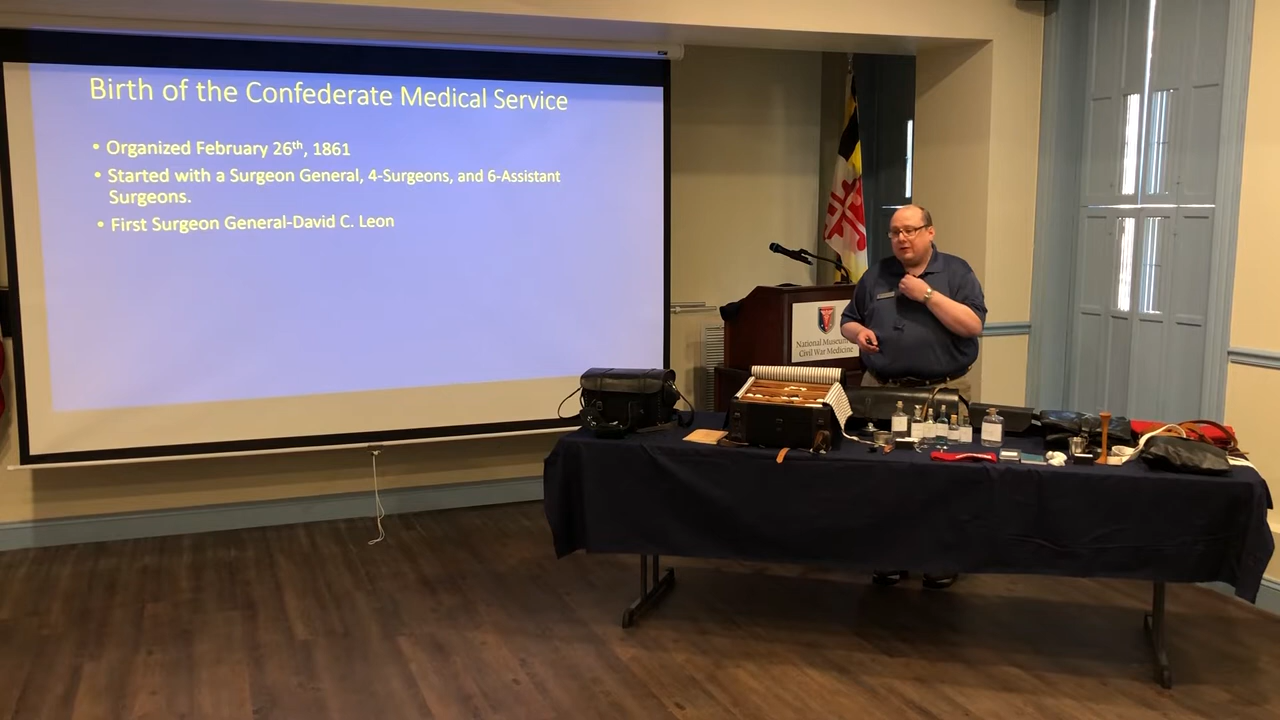 Birth of the Confederate Medical Service
• Organized February 26th, 1861
• Started with a Surgeon General, 4-Surgeons, and 6-Assistant
Surgeons.
• First Surgeon General-David C. Leon
National Museum
Civil War Medicine